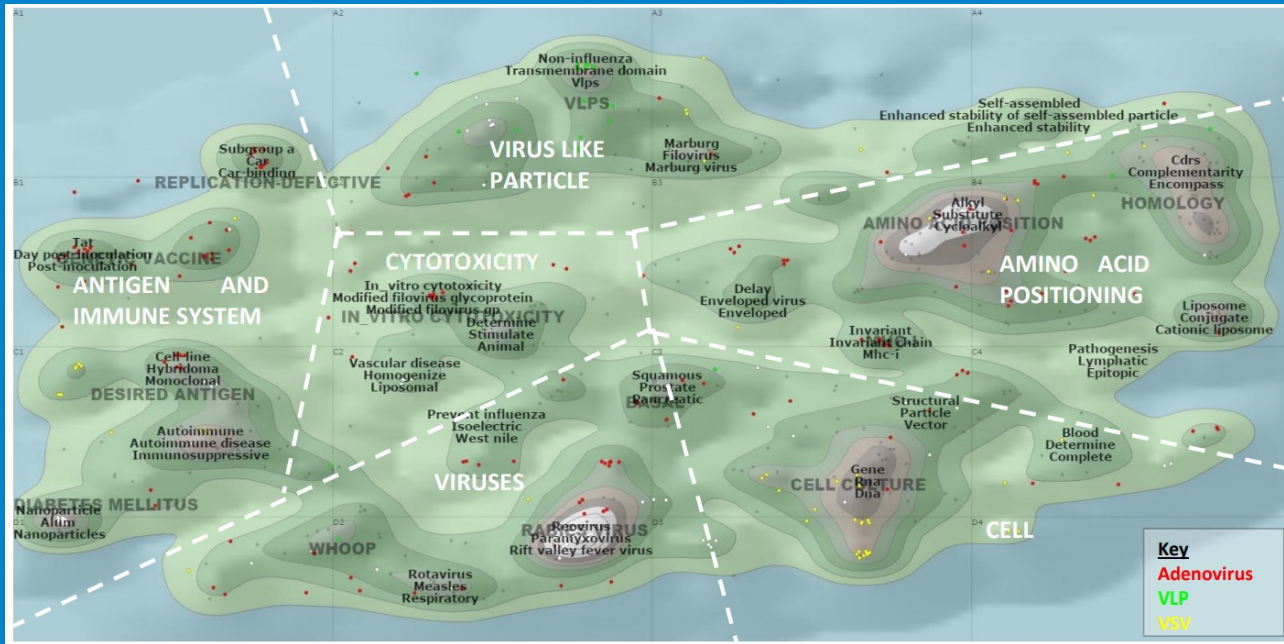 A1
A2
A3
A4
Non-influenza
Transmembrane domain
Vlps
VLPS
Self-assembled
Enhanced stability of self-assembled particle
Enhanced stability
Subgroup a
Car
Car-binding
REPLICATION-DEFECTIVE
VIRUS LIKE
PARTICLE
Marburg
Filovirus
Marburg virus
Cdrs
Complementarity
Encompass
HOMOLOGY
B1
B3
B4
Alkyl
Substitute
Cycloalkyl
AMINO ACID POSITION
Tat
Day post-inoculation
Post-inoculation
VACCINE
ANTIGEN AND
IMMUNE SYSTEM
CYTOTOXICITY
In_vitro cytotoxicity
Modified filovirus glycoprotein
Modified filovirus gp
IN_VITRO CYTOTOXICITY
Determine
Stimulate
Animal
Delay
Enveloped virus
Enveloped
AMINO ACID
POSITIONING
Liposome
Conjugate
Cationic liposome
Invariant
Invariant chain
Mhc-i
C1
C2
C3
C4
Cell-line
Hybridoma
Monoclonal
DESIRED ANTIGEN
Vascular disease
Homogenize
Liposomal
Squamous
Prostate
Pancreatic
BASAL
Pathogenesis
Lymphatic
Epitopic
Prevent influenza
Isoelectric
West nile
Structural
Particle
Vector
Autoimmune
Autoimmune disease
Immunosuppressive
Blood
Determine
Complete
VIRUSES
Gene
Rna
Dna
CELL CULTURE
DIABETES MELLITUS
Nanoparticle
Alum
Nanoparticles
D1
D2
D3
D4
WHOOP
Reovirus
Paramyxovirus
Rift valley fever virus
CELL
Rotavirus
Measles
Respiratory
Key
Adenovirus
VLP
VSV